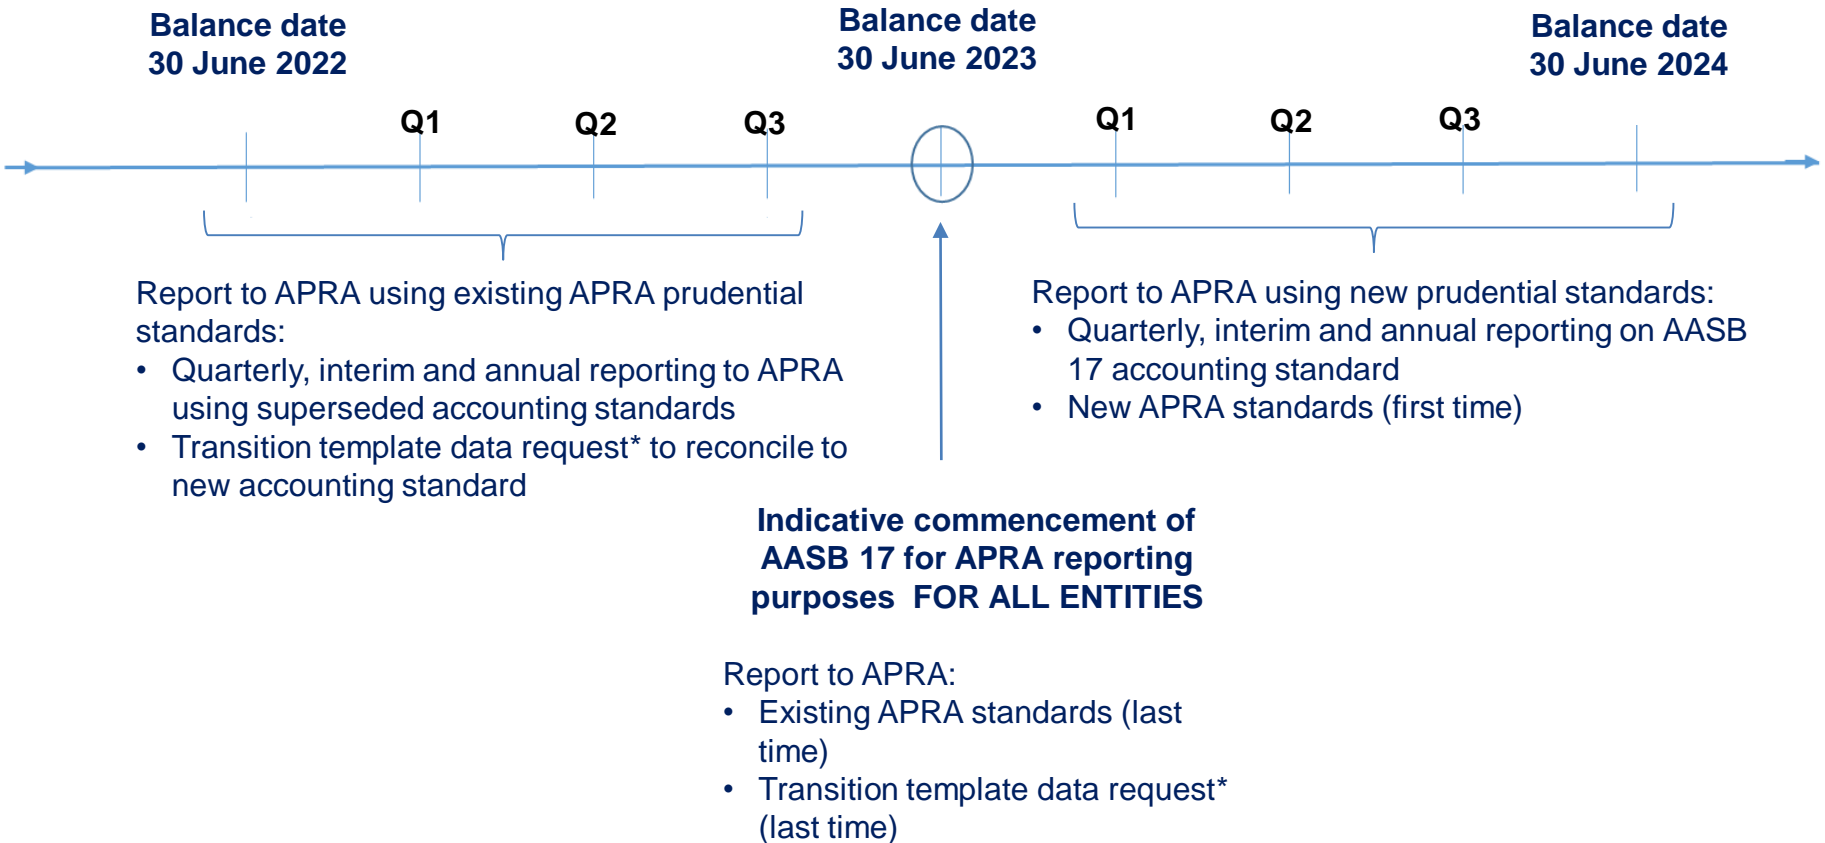 Balance date
30 June 2022
Balance date
30 June 2023
Balance date
30 June 2024
Q1
Q2
Q3
Q1
Q2
Q3
Report to APRA using existing APRA prudential
standards:
• Quarterly, interim and annual reporting to APRA
using superseded accounting standards
• Transition template data request* to reconcile to
new accounting standard
Report to APRA using new prudential standards:
• Quarterly, interim and annual reporting on AASB
17 accounting standard
• New APRA standards (first time)
Indicative commencement of
AASB 17 for APRA reporting
purposes FOR ALL ENTITIES
Report to APRA:
• Existing APRA standards (last
time)
• Transition template data request*
(last time)